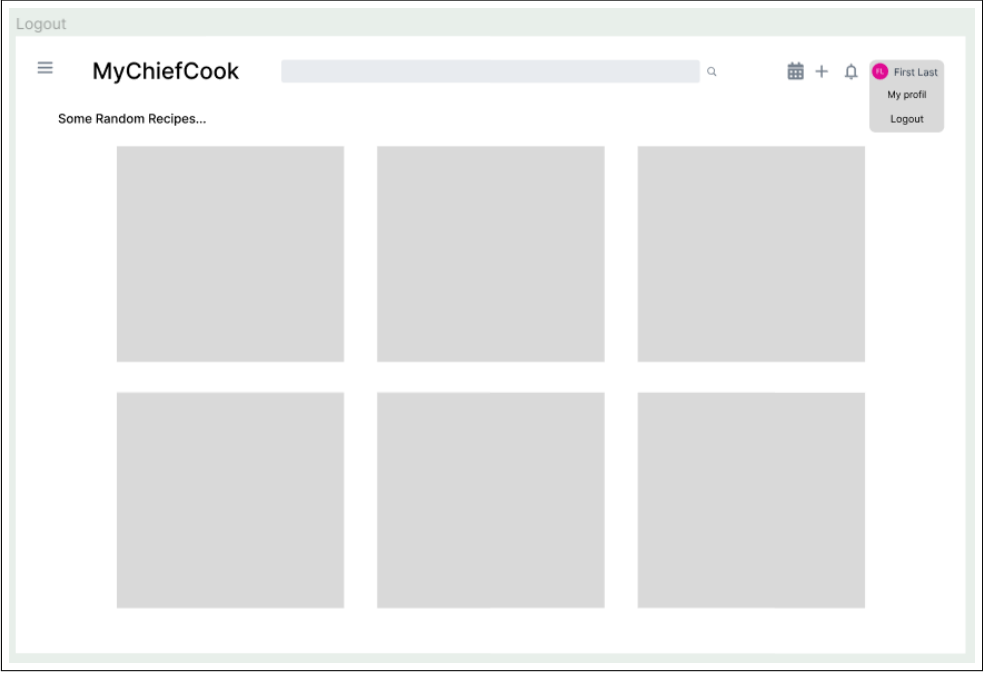 Logout
MyChiefCook
FL First Last
My profil
Logout
Some Random Recipes...